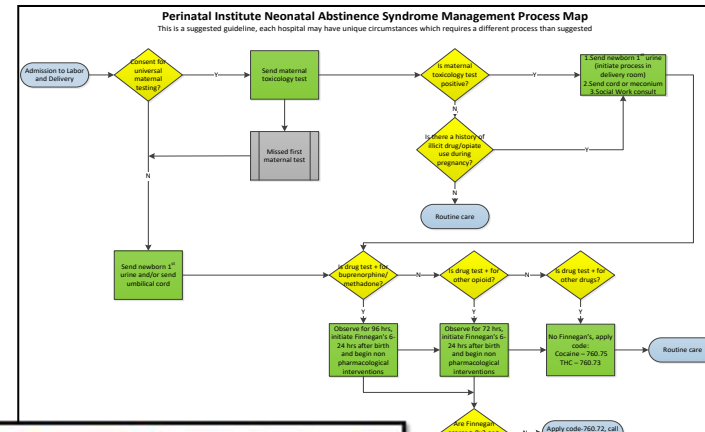 Perinatal Institute Neonatal Abstinence Syndrome Management Process Map
This is a suggested guideline, each hospital may have unique circumstances which requires a different process than suggested
Admission to Labor
and Delivery
Consent for
universal
maternal
testing?
Y
Send maternal
toxicology test
Is maternal
toxicology test
positive?
Y
1.Send newborn 1st urine
(initiate process in
delivery room)
2.Send cord or meconium
3.Social Work consult
N
Missed first
maternal test
Is there a history of
illicit drug/opiate
use during
pregnancy?
Y
N
N
Routine care
Send newborn 1st
urine and/or send
umbilical cord
Is drug test + for
buprenorphine/
methadone?
N
Is drug test + for
other opioid?
N
Is drug test + for
other drugs?
Y
Y
Y
Observe for 96 hrs,
initiate Finnegan's 6-
24 hrs after birth
and begin non
pharmacological
interventions
Observe for 72 hrs,
initiate Finnegan's 6-
24 hrs after birth
and begin non
pharmacological
interventions
No Finnegan's, apply
code:
Cocaine – 760.75
THC – 760.73
Routine care
Y
Are Finnegan
N
Apply code-760.72, call